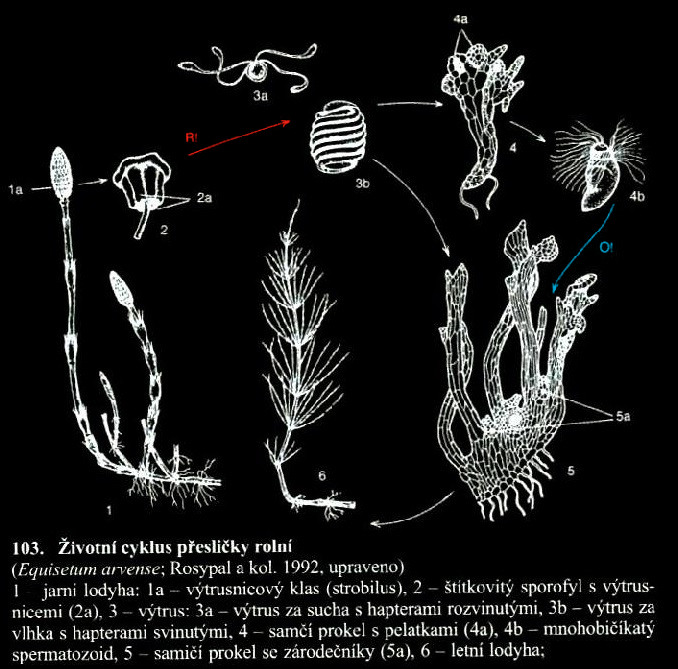 4a
3a
R!
4
3b
4b
1a
2a
2
O!
5a
6
5
1
103. Životní cyklus přesličky rolní
(Equisetum arvense; Rosypal a kol. 1992, upraveno)
1 – jarní lodyha: 1a – výtrusnicový klas (strobilus), 2 – štítkovitý sporofyl s výtrus-
nicemi (2a), 3 – výtrus: 3a – výtrus za sucha s hapterami rozvinutými, 3b – výtrus za
vlhka s hapterami svinutými, 4 – samčí prokel s pelatkami (4a), 4b – mnohobičíkatý
spermatozoid, 5 – samičí prokel se zárodečníky (5a), 6 – letní lodyha;